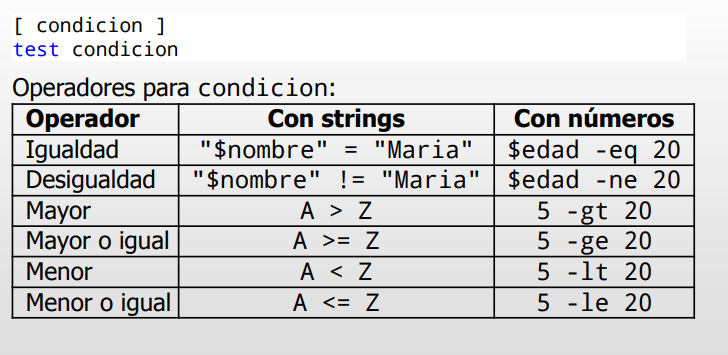 [ condicion ]
test condicion
Operadores para condicion:
Operador Con strings Con números
Igualdad "$nombre" = "Maria" $edad -eq 20
Desigualdad "$nombre" != "Maria" $edad -ne 20
Mayor A > Z 5 -gt 20
Mayor o igual A >= Z 5 -ge 20
Menor A < Z 5 -lt 20
Menor o igual A <= Z 5 -le 20